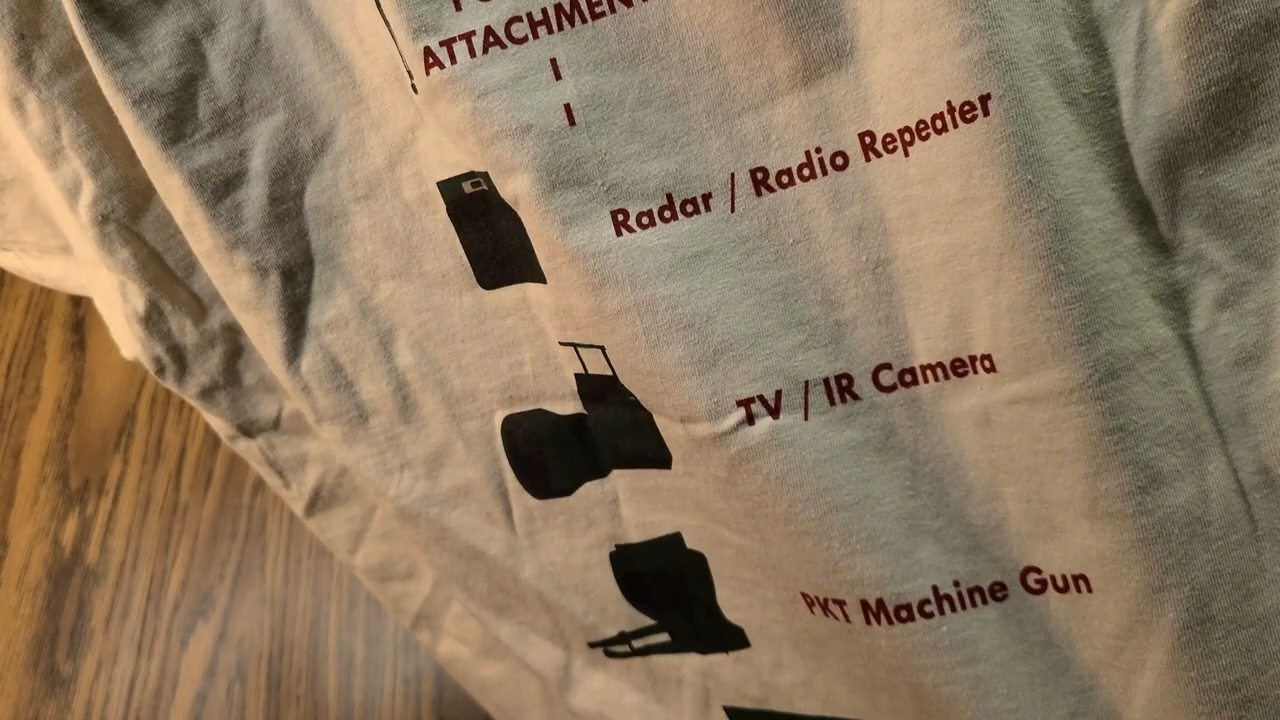 ATTACHMENT
Radar / Radio Repeater
TV / IR Camera
PKT Machine Gun